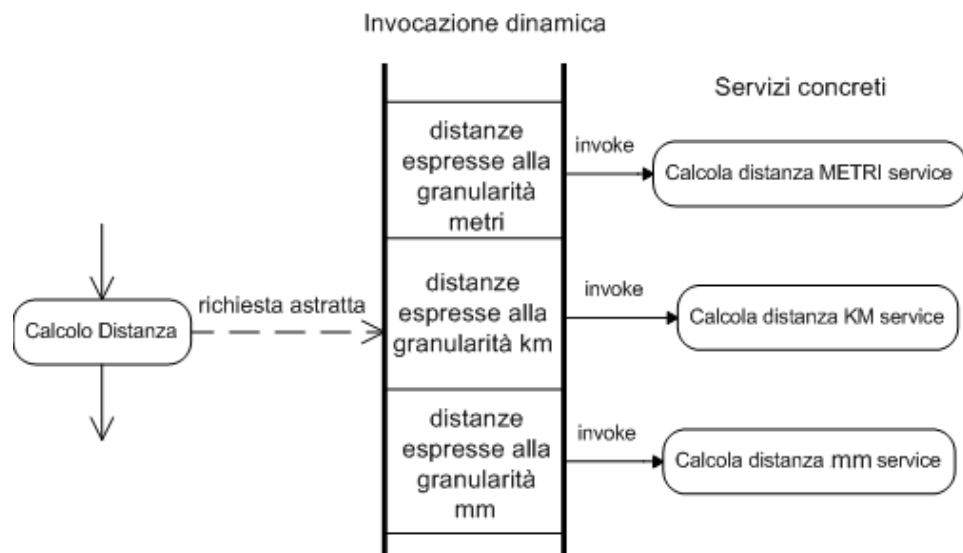 Invocazione dinamica
Servizi concreti
distanze
espresse alla
granularità
metri
invoke
Calcola distanza METRI service
Calcolo Distanza
richiesta astratta
distanze
espresse alla
granularità km
invoke
Calcola distanza KM service
distanze
espresse alla
granularità
mm
invoke
Calcola distanza mm service